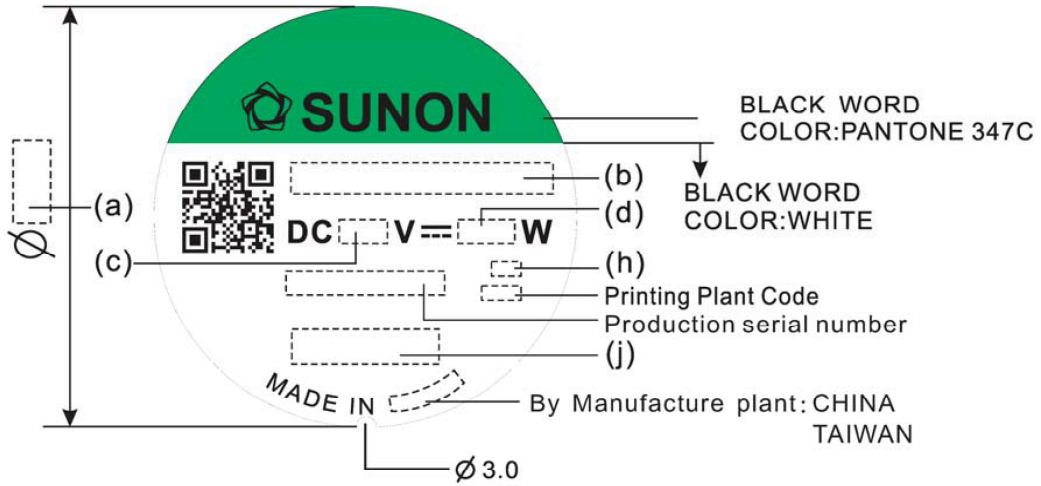 SUNON
BLACK WORD
COLOR:PANTONE 347C
(b)
BLACK WORD
COLOR:WHITE
(a)
Ø
(d)
DC V⎓ W
(c)
(h)
Printing Plant Code
Production serial number
(j)
MADE IN
By Manufacture plant: CHINA
TAIWAN
Ø 3.0